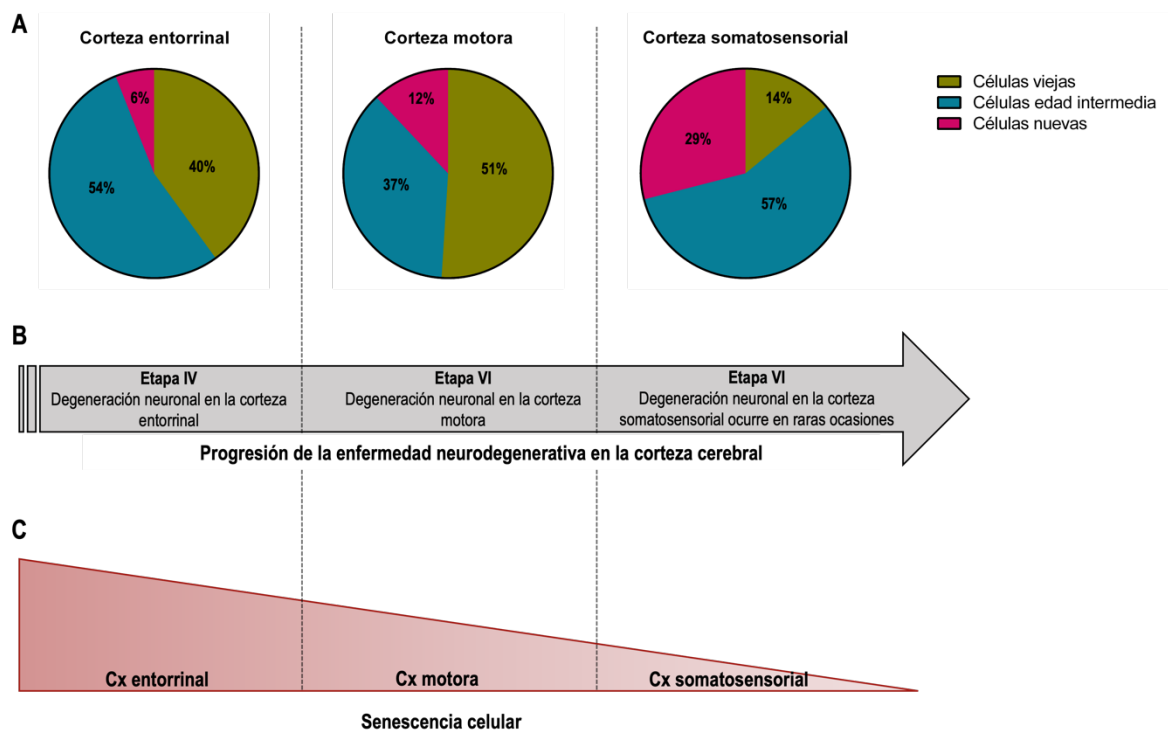 A
Corteza entorrinal
Corteza motora
Corteza somatosensorial
6%
40%
54%
12%
51%
37%
14%
29%
57%
Células viejas
Células edad intermedia
Células nuevas
B
Etapa IV
Degeneración neuronal en la corteza
entorrinal
Etapa VI
Degeneración neuronal en la corteza
motora
Etapa VI
Degeneración neuronal en la corteza
somatosensorial ocurre en raras ocasiones
Progresión de la enfermedad neurodegenerativa en la corteza cerebral
C
Cx entorrinal
Cx motora
Cx somatosensorial
Senescencia celular